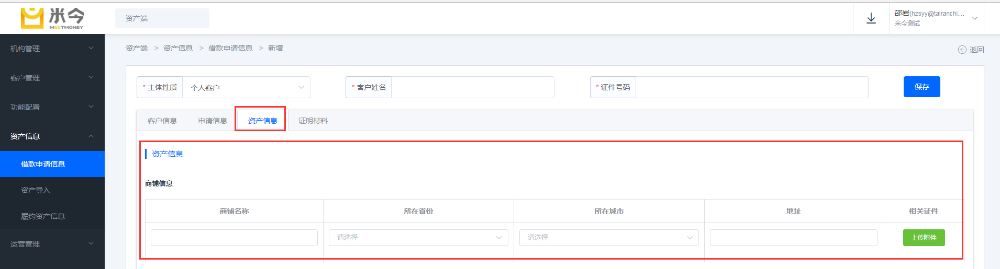 米今
MEETMONEY
资产端
邵岩(hzsyy@tairanchi...
米今测试
机构管理
客户管理
功能配置
资产信息
借款申请信息
资产导入
履约资产信息
运营管理
资产端 > 资产信息 > 借款申请信息 > 新增
返回
* 主体性质 个人客户
* 客户姓名
* 证件号码
保存
客户信息 申请信息 资产信息 证明材料
资产信息
商铺信息
商铺名称 所在省份 所在城市 地址 相关证件
请选择 请选择 上传附件